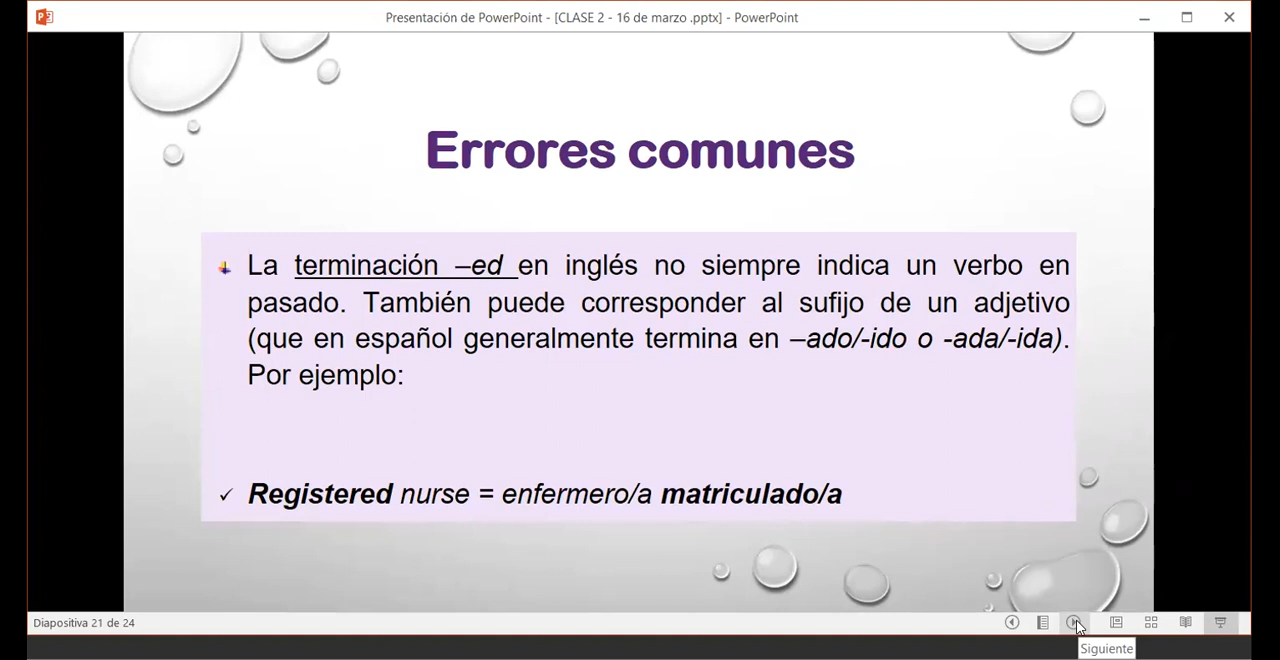 Presentación de PowerPoint - [CLASE 2 - 16 de marzo .pptx] - PowerPoint
Errores comunes
La terminación –ed en inglés no siempre indica un verbo en
pasado. También puede corresponder al sufijo de un adjetivo
(que en español generalmente termina en –ado/-ido o -ada/-ida).
Por ejemplo:
✓ Registered nurse = enfermero/a matriculado/a
Diapositiva 21 de 24
Siguiente